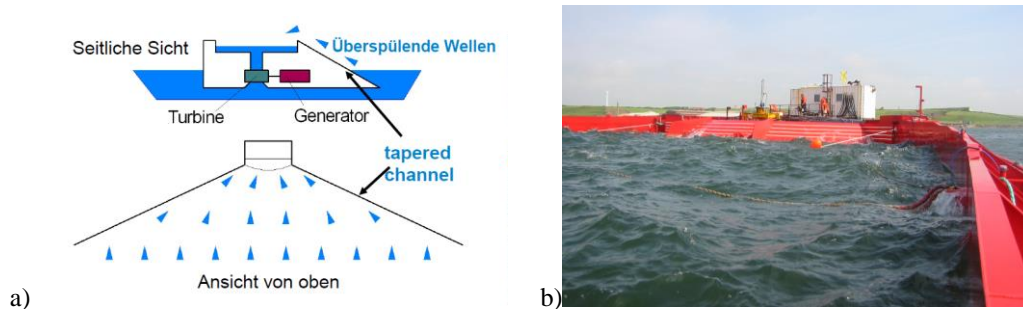 Seitliche Sicht
Überspülende Wellen
Turbine
Generator
tapered
channel
Ansicht von oben
a)
b)